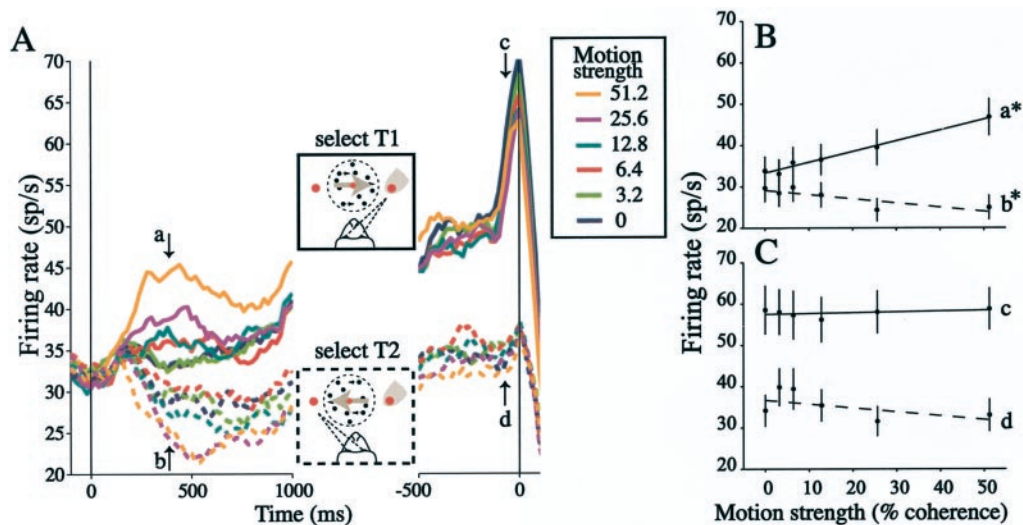 A
Firing rate (sp/s)
70
65
60
55
50
45
40
35
30
25
20
0
500
1000
-500
0
Time (ms)
a
b
c
d
select T1
select T2
Motion
strength
51.2
25.6
12.8
6.4
3.2
0
B
70
60
50
40
30
20
a*
b*
Firing rate (sp/s)
C
70
60
50
40
30
20
c
d
0
10
20
30
40
50
Motion strength (% coherence)